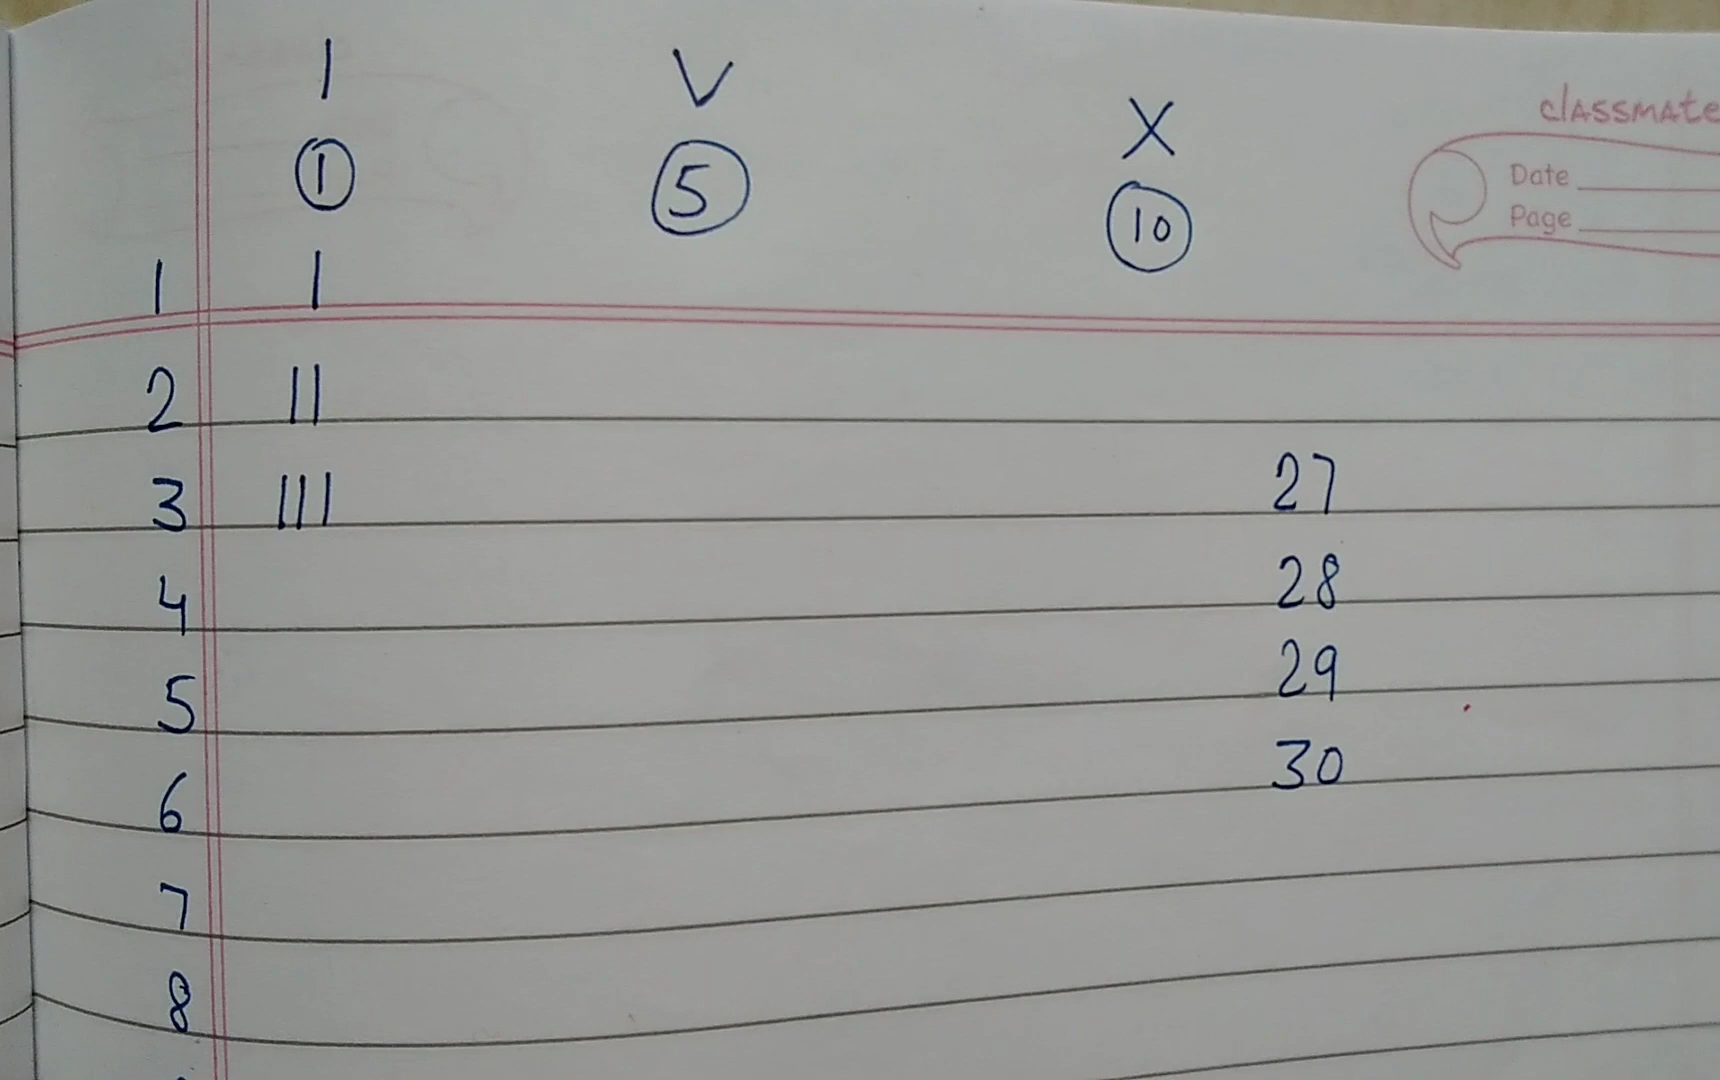 I V X
1 5 10
classmate
Date
Page
1 I
2 II
3 III 27
4 28
5 29
6 30
7
8